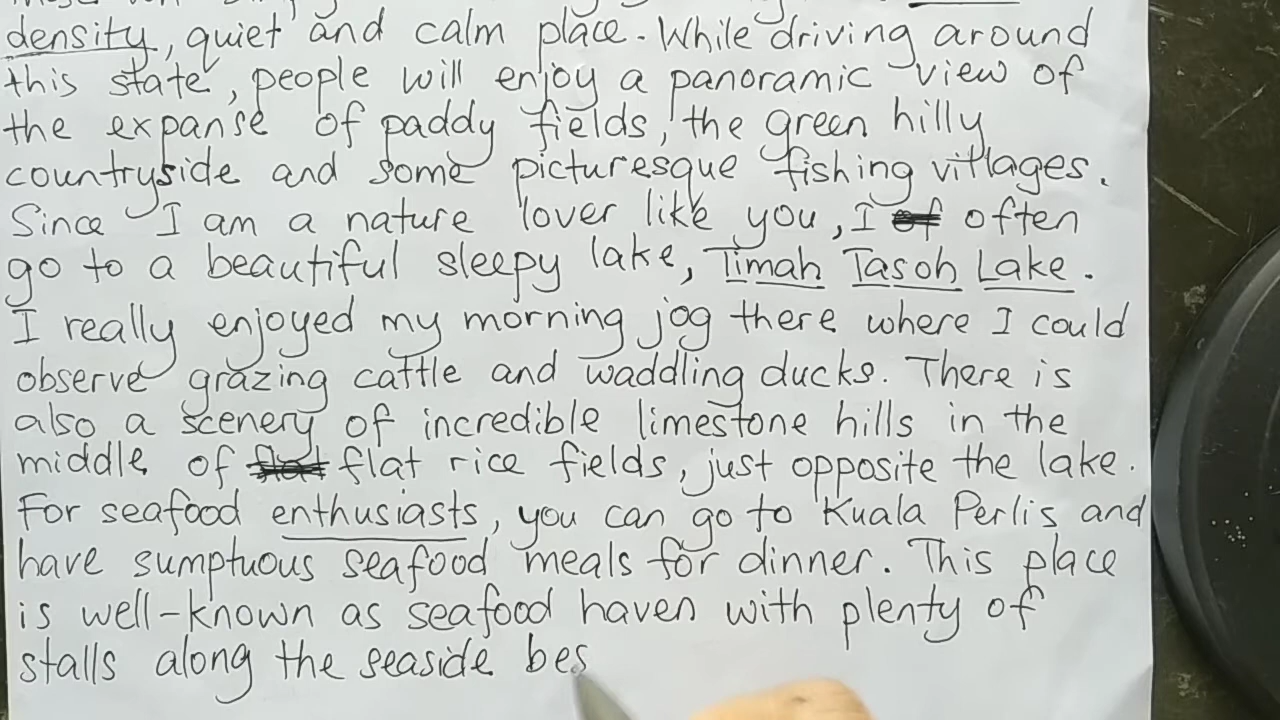 density, quiet and calm place. While driving around
this state, people will enjoy a panoramic view of
the expanse of paddy fields, the green hilly
countryside and some picturesque fishing villages.
Since I am a nature lover like you, I often
go to a beautiful sleepy lake, Timah Tasoh Lake.
I really enjoyed my morning jog there where I could
observe grazing cattle and waddling ducks. There is
also a scenery of incredible limestone hills in the
middle of flat rice fields, just opposite the lake.
For seafood enthusiasts, you can go to Kuala Perlis and
have sumptuous seafood meals for dinner. This place
is well-known as seafood haven with plenty of
stalls along the seaside bes